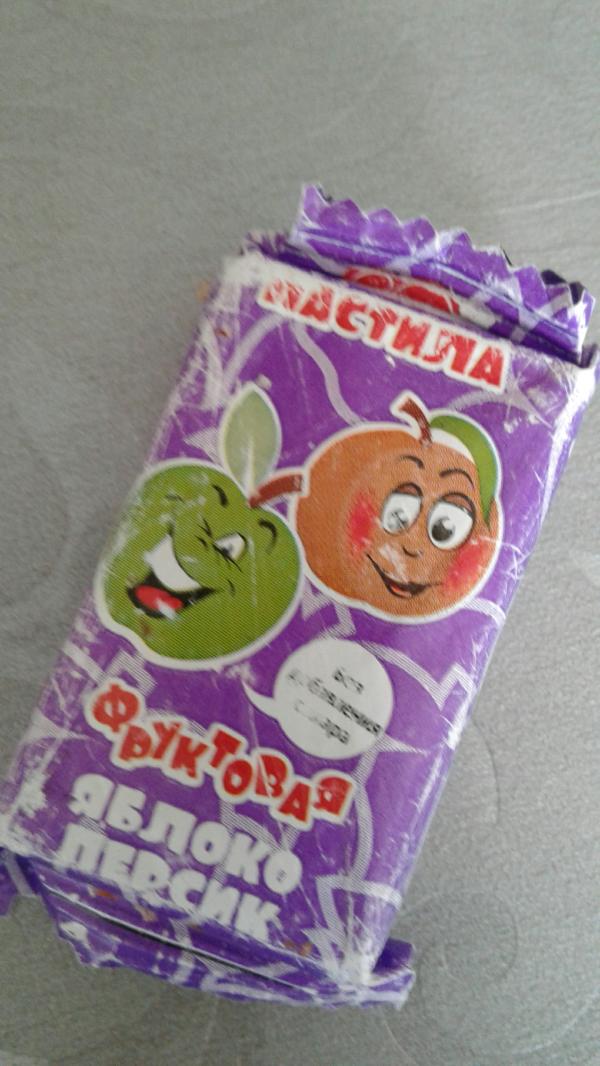 ПАСТИЛА
без
добавления
сахара
ФРУКТОВАЯ
ЯБЛОКО
ПЕРСИК